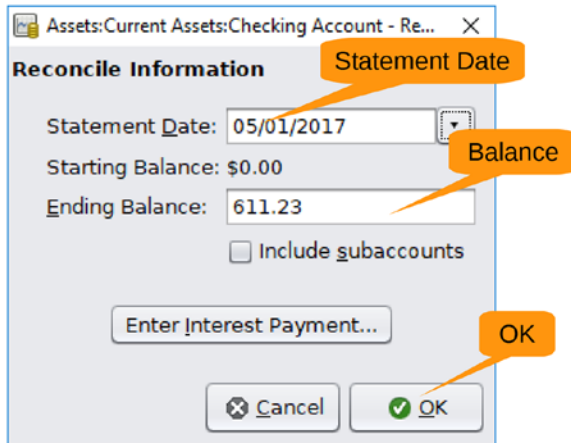 Assets:Current Assets:Checking Account - Re...
Reconcile Information
Statement Date
Statement Date: 05/01/2017
Balance
Starting Balance: $0.00
Ending Balance: 611.23
Include subaccounts
Enter Interest Payment...
OK
Cancel
OK